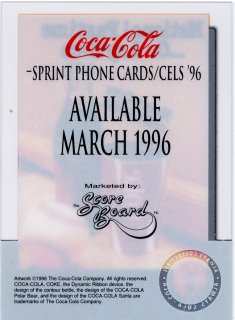 Coca-Cola
-SPRINT PHONE CARDS/CELS '96
AVAILABLE
MARCH 1996
Marketed by:
The Score
Board™
Artwork ©1996 The Coca-Cola Company. All rights reserved.
COCA-COLA, COKE, the Dynamic Ribbon device, the
design of the contour bottle, the design of the COCA-COLA
Polar Bear, and the design of the COCA-COLA Santa are
trademarks of The Coca-Cola Company.